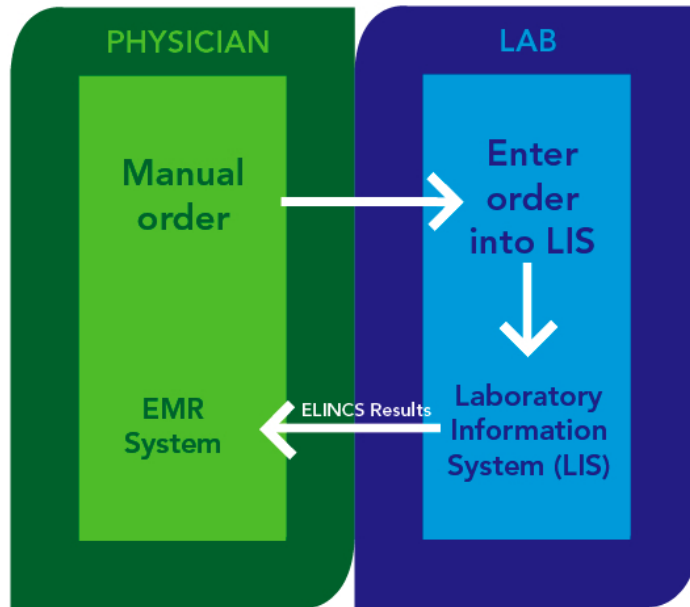 PHYSICIAN
LAB
Manual
order
Enter
order
into LIS
EMR
System
ELINCS Results
Laboratory
Information
System (LIS)